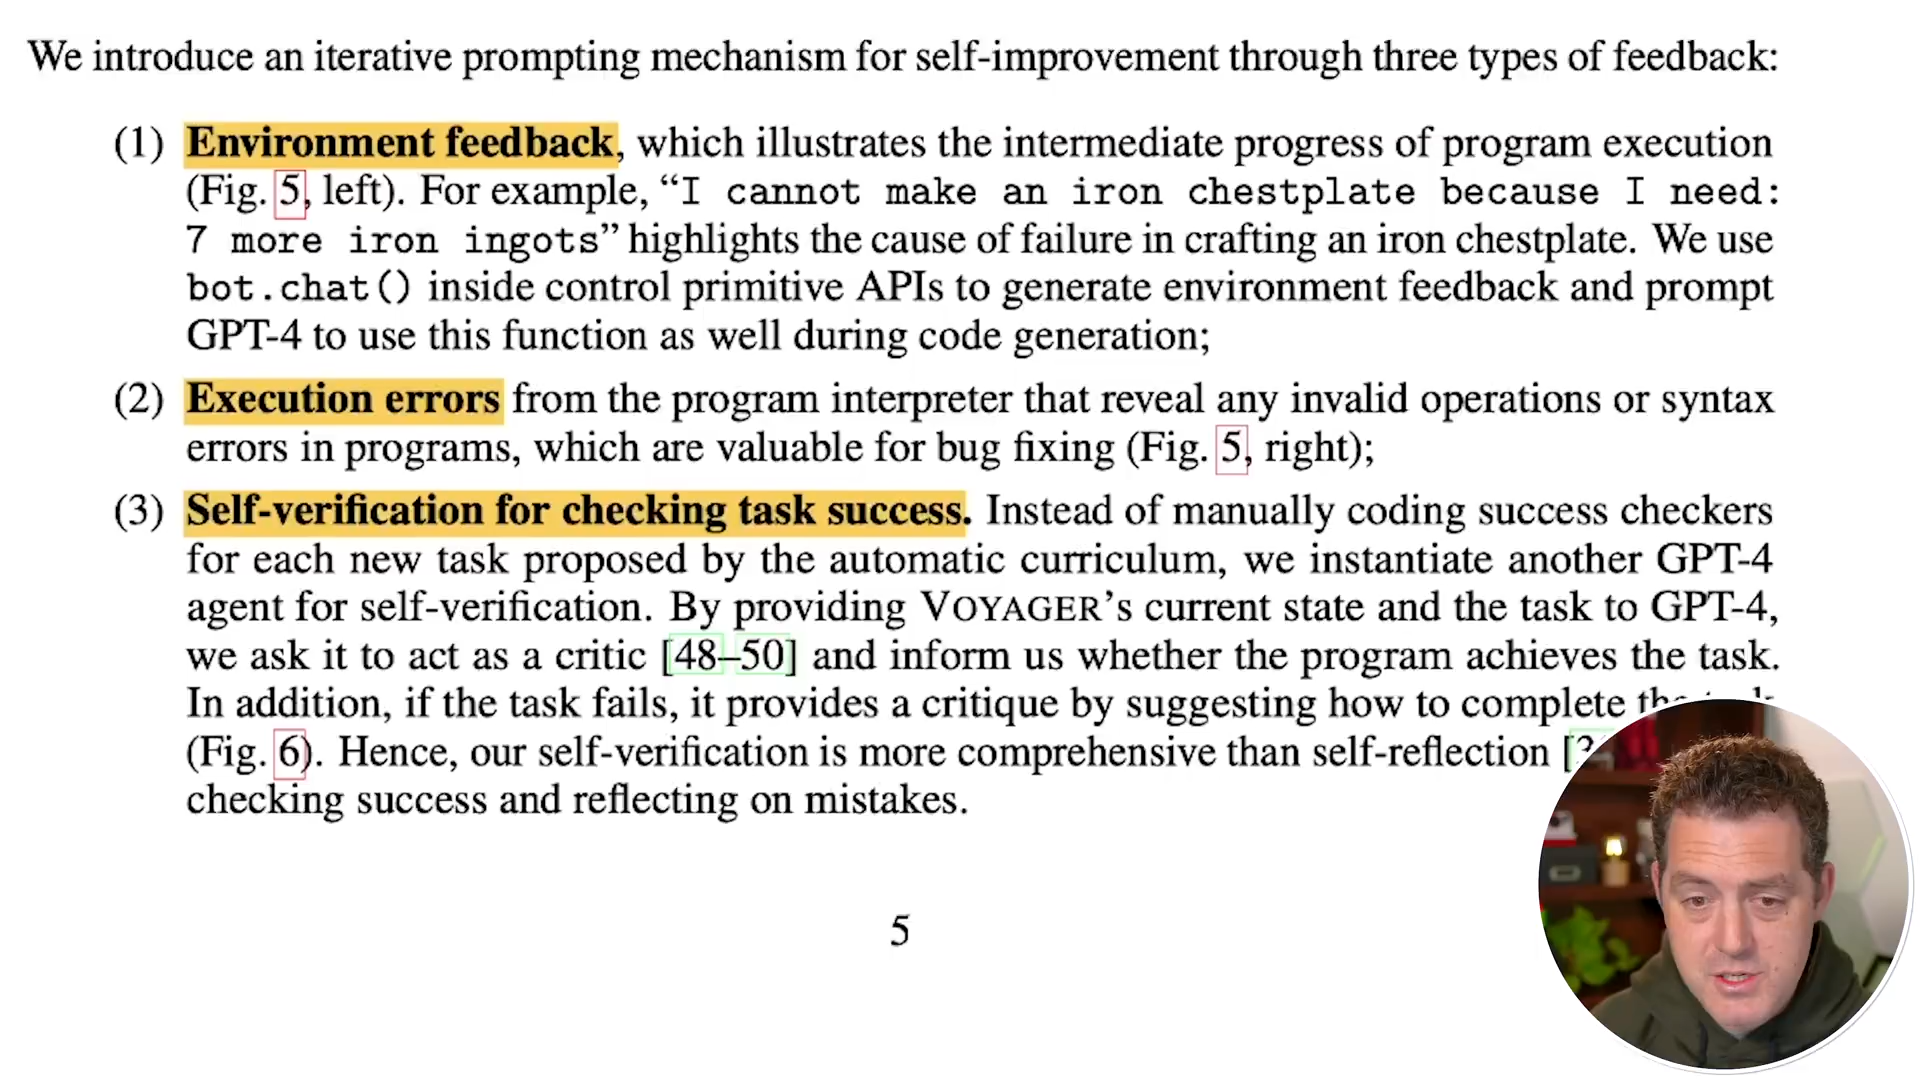 We introduce an iterative prompting mechanism for self-improvement through three types of feedback:
(1) Environment feedback, which illustrates the intermediate progress of program execution
(Fig. 5, left). For example, “I cannot make an iron chestplate because I need:
7 more iron ingots” highlights the cause of failure in crafting an iron chestplate. We use
bot.chat() inside control primitive APIs to generate environment feedback and prompt
GPT-4 to use this function as well during code generation;
(2) Execution errors from the program interpreter that reveal any invalid operations or syntax
errors in programs, which are valuable for bug fixing (Fig. 5, right);
(3) Self-verification for checking task success. Instead of manually coding success checkers
for each new task proposed by the automatic curriculum, we instantiate another GPT-4
agent for self-verification. By providing VOYAGER’s current state and the task to GPT-4,
we ask it to act as a critic [48–50] and inform us whether the program achieves the task.
In addition, if the task fails, it provides a critique by suggesting how to complete
(Fig. 6). Hence, our self-verification is more comprehensive than self-reflection
checking success and reflecting on mistakes.
5